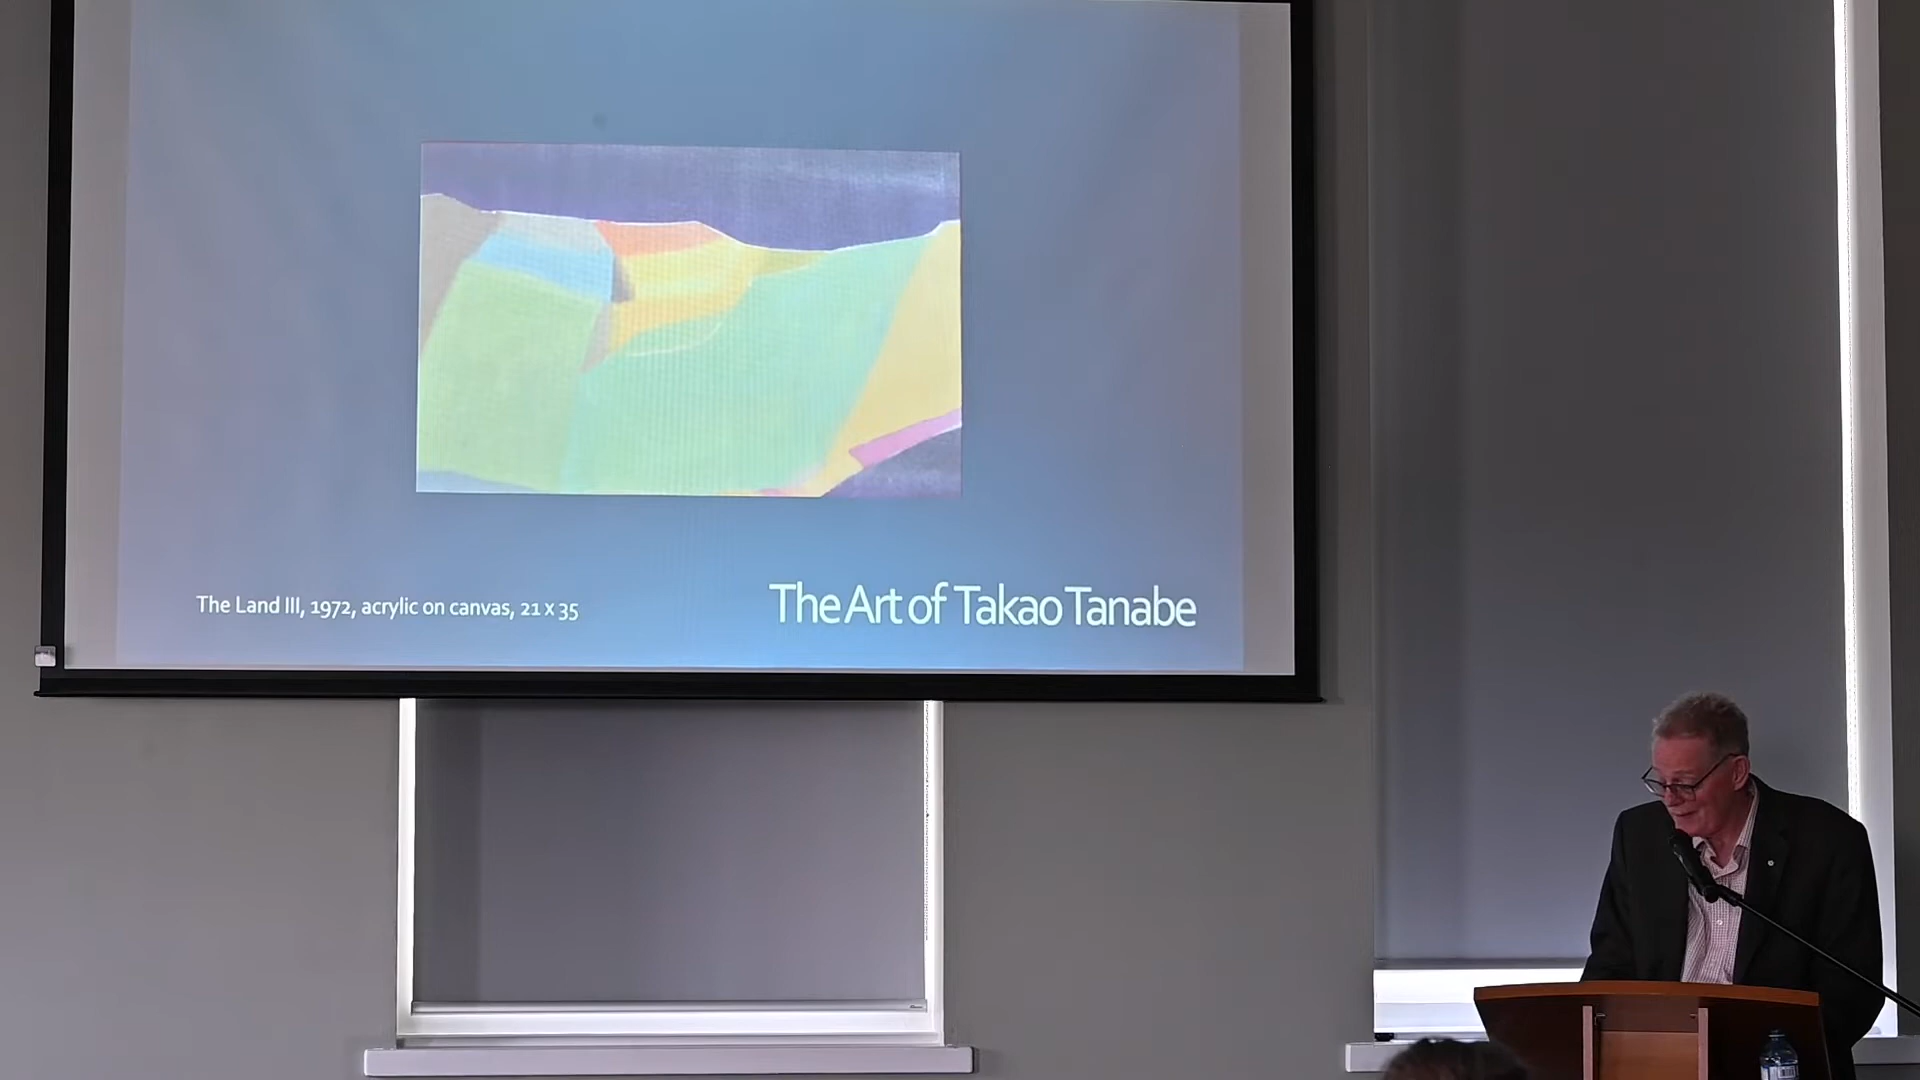 The Land III, 1972, acrylic on canvas, 21 x 35
The Art of Takao Tanabe